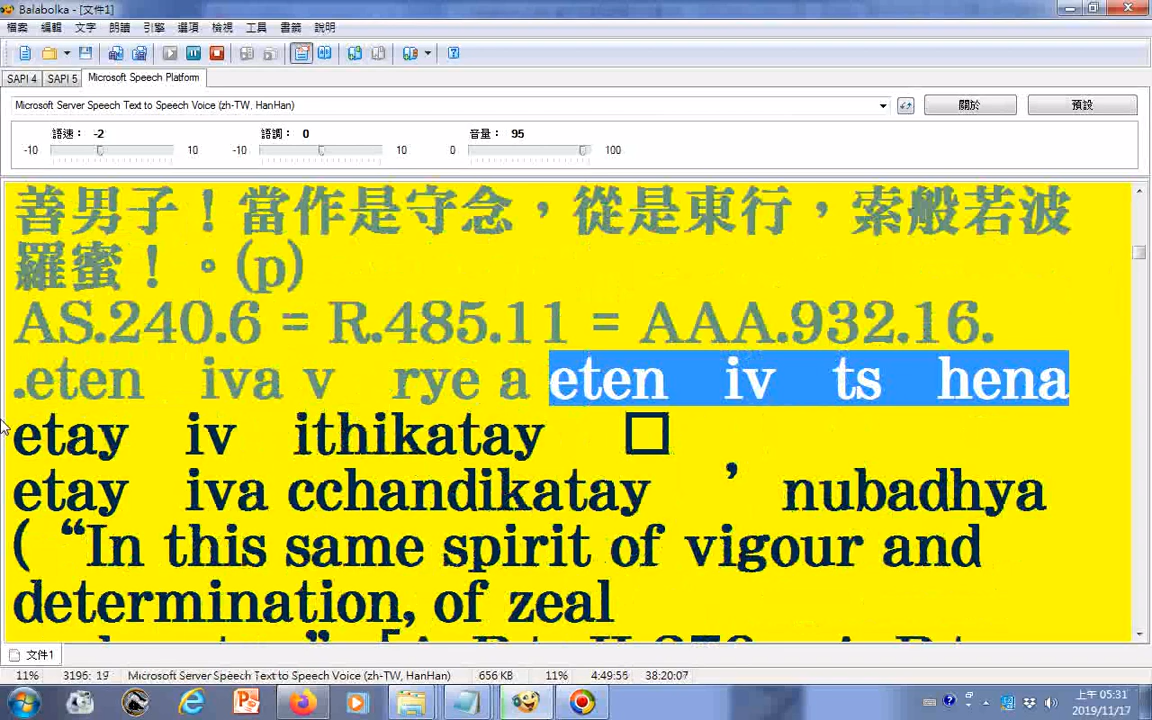 Balabolka - [文件1]
檔案 編輯 文字 朗讀 引擎 選項 檢視 工具 書籤 說明
SAPI 4 SAPI 5 Microsoft Speech Platform
Microsoft Server Speech Text to Speech Voice (zh-TW, HanHan)
關於 預設
語速： -2 語調： 0 音量： 95
-10 10 -10 10 0 100
善男子！當作是守念，從是東行，索般若波
羅蜜！。(p)
AS.240.6 = R.485.11 = AAA.932.16.
.eten iva v rye a eten iv ts hena
etay iv ithikatay □
etay iva cchandikatay ’ nubadhya
( “In this same spirit of vigour and
determination, of zeal
文件1
11% 3196: 19 Microsoft Server Speech Text to Speech Voice (zh-TW, HanHan) 656 KB 11% 4:49:55 38:20:07
上午 05:31
2019/11/17